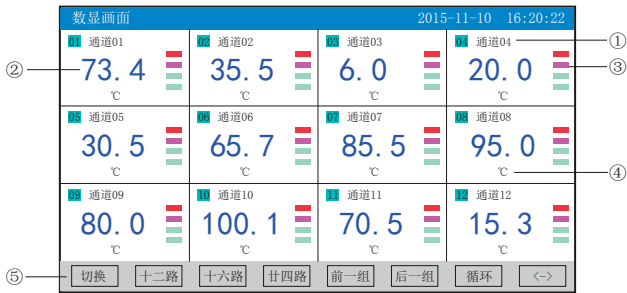 数显画面 2015-11-10 16:20:22
01 通道01 02 通道02 03 通道03 04 通道04 ①
② 73.4 35.5 6.0 20.0 ③
℃ ℃ ℃ ℃
05 通道05 06 通道06 07 通道07 08 通道08
30.5 65.7 85.5 95.0
℃ ℃ ℃ ℃ ④
09 通道09 10 通道10 11 通道11 12 通道12
80.0 100.1 70.5 15.3
℃ ℃ ℃ ℃
⑤ 切换 十二路 十六路 廿四路 前一组 后一组 循环 <->